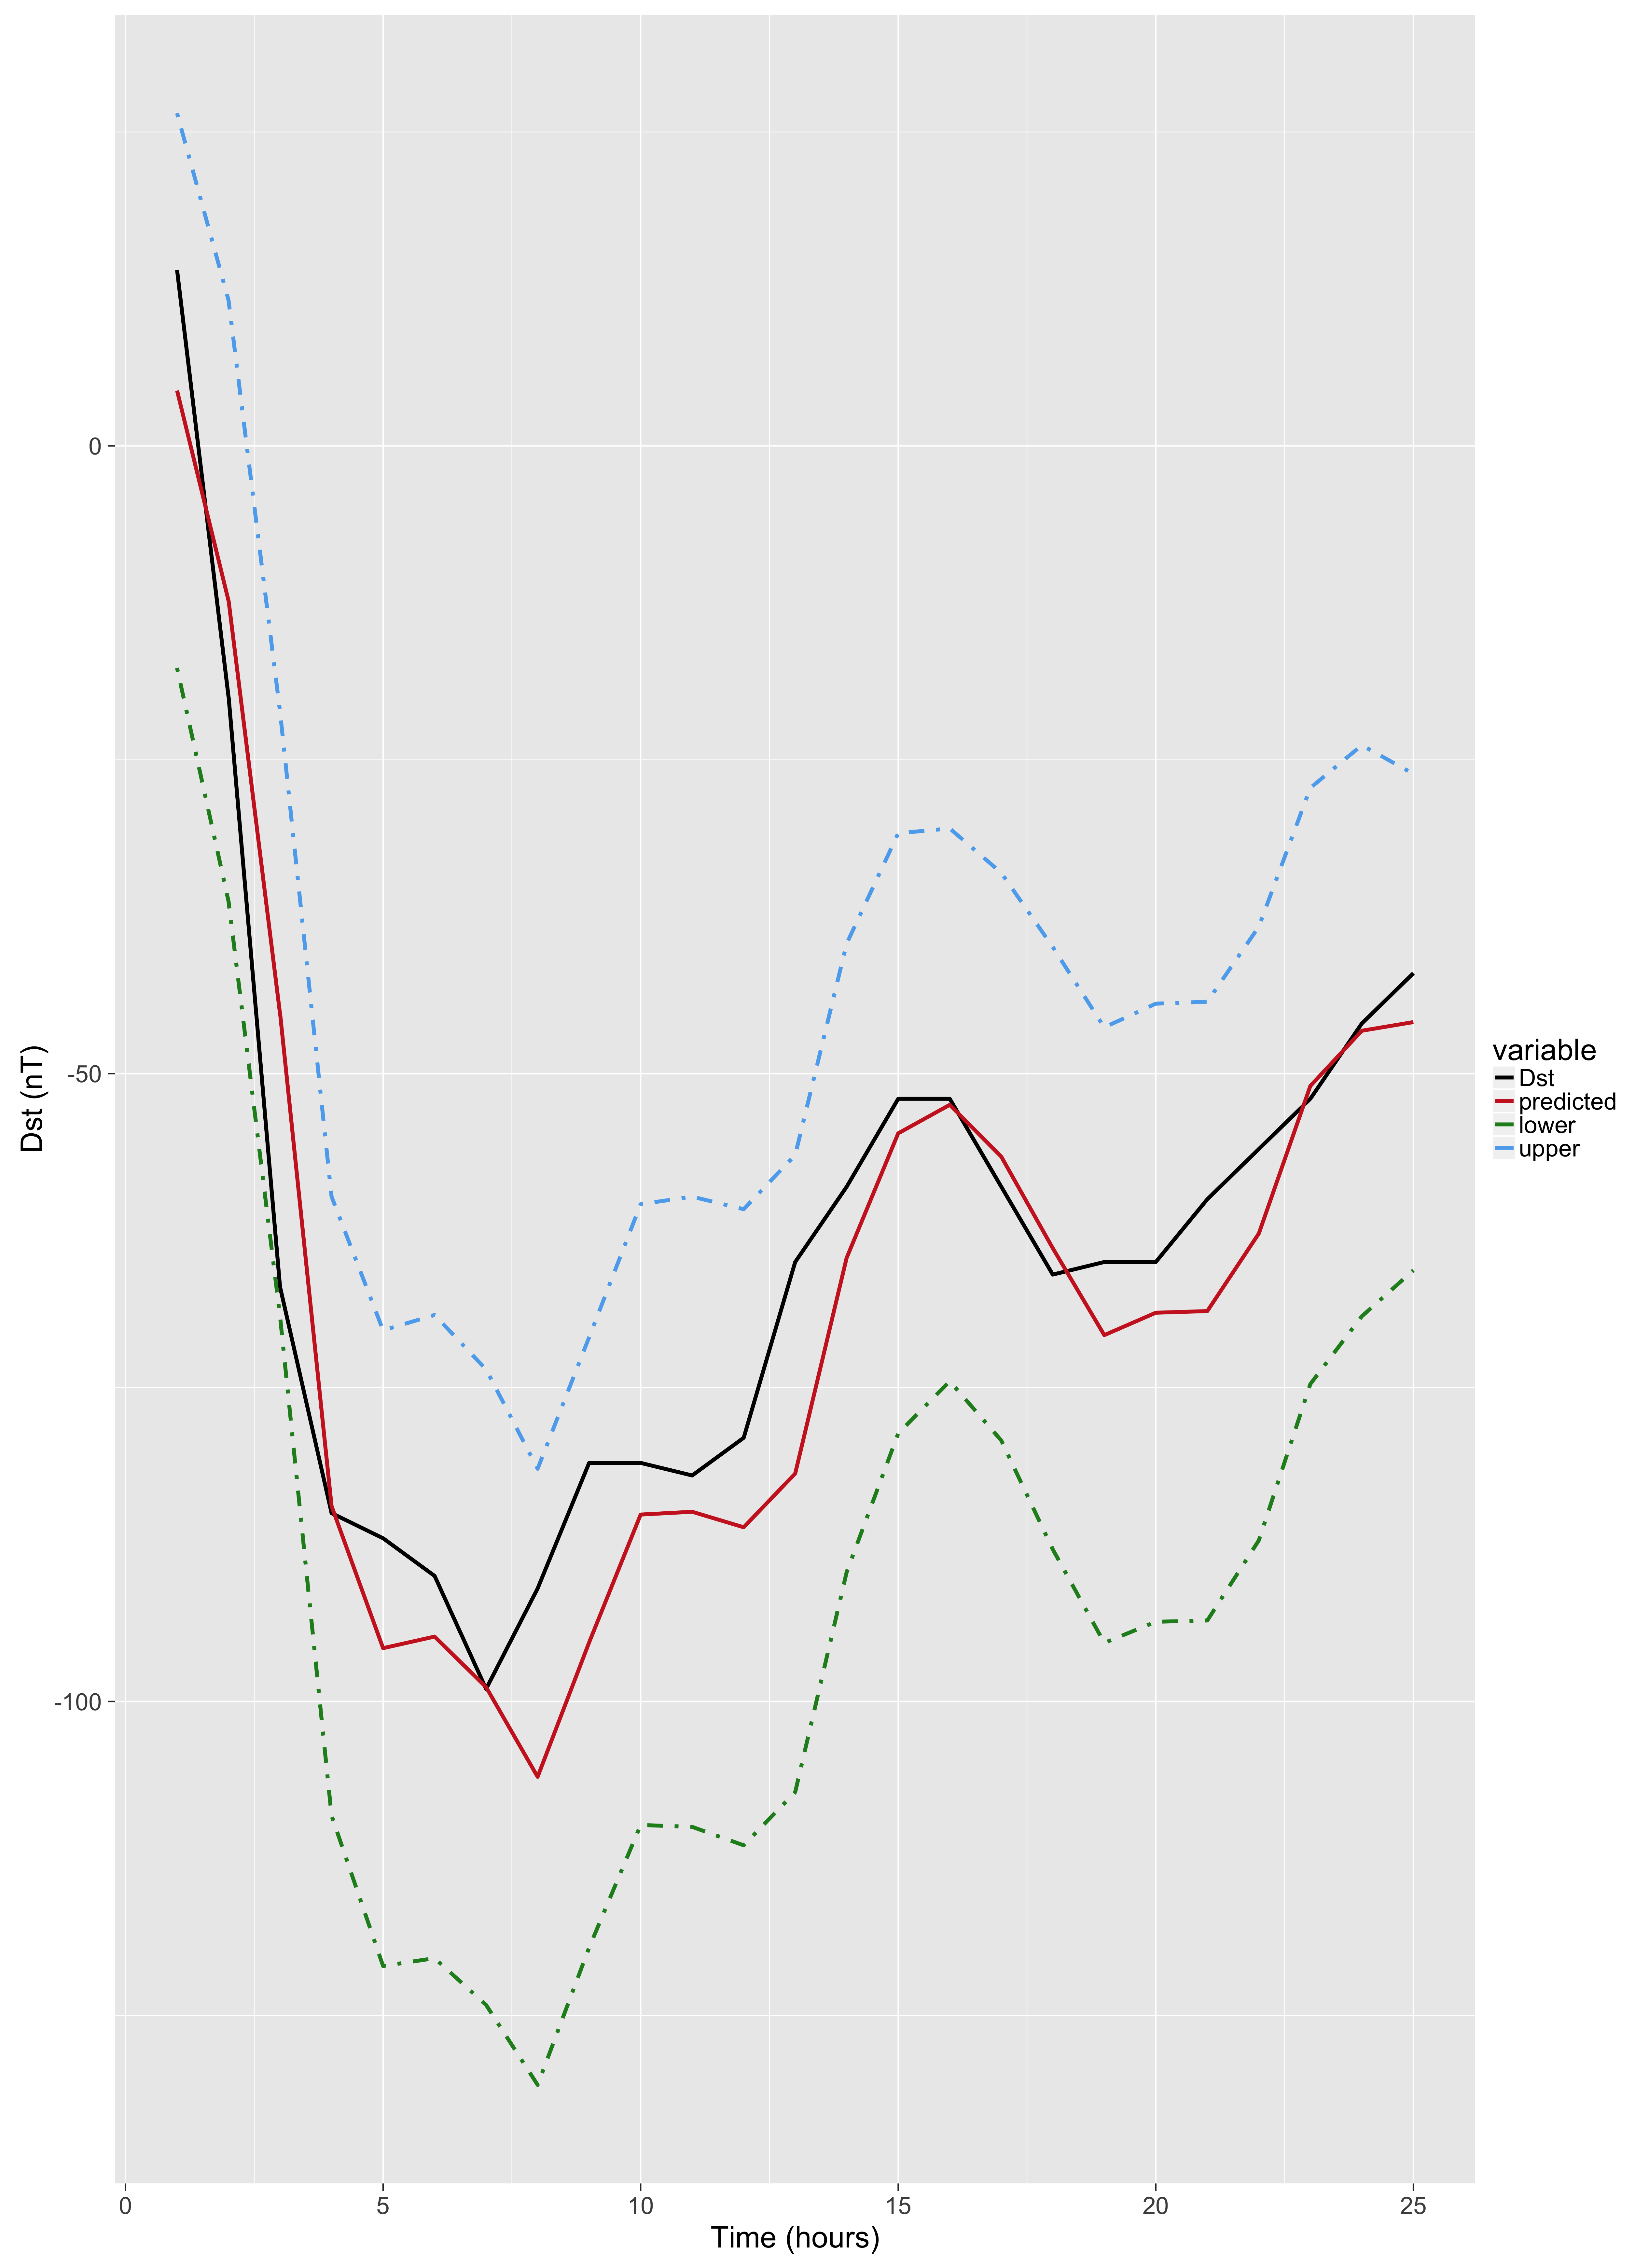 Dst (nT)
0
-50
-100
0 5 10 15 20 25
Time (hours)
variable
Dst
predicted
lower
upper